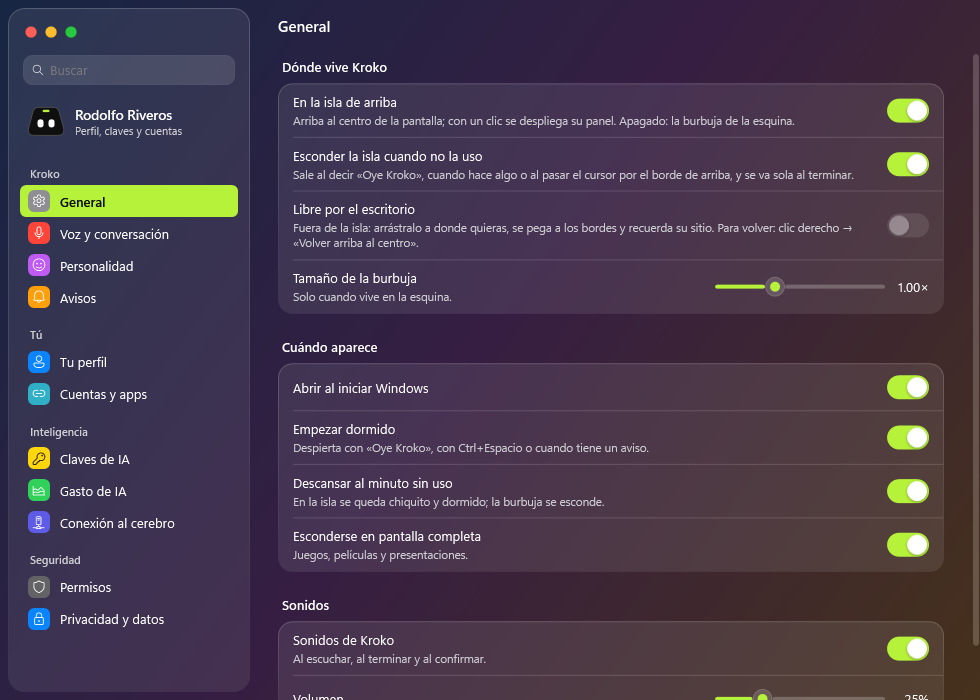 Buscar
Rodolfo Riveros
Perfil, claves y cuentas
Kroko
General
Voz y conversación
Personalidad
Avisos
Tú
Tu perfil
Cuentas y apps
Inteligencia
Claves de IA
Gasto de IA
Conexión al cerebro
Seguridad
Permisos
Privacidad y datos
General
Dónde vive Kroko
En la isla de arriba
Arriba al centro de la pantalla; con un clic se despliega su panel. Apagado: la burbuja de la esquina.
Esconder la isla cuando no la uso
Sale al decir «Oye Kroko», cuando hace algo o al pasar el cursor por el borde de arriba, y se va sola al terminar.
Libre por el escritorio
Fuera de la isla: arrástralo a donde quieras, se pega a los bordes y recuerda su sitio. Para volver: clic derecho →
«Volver arriba al centro».
Tamaño de la burbuja
Solo cuando vive en la esquina.
1.00×
Cuándo aparece
Abrir al iniciar Windows
Empezar dormido
Despierta con «Oye Kroko», con Ctrl+Espacio o cuando tiene un aviso.
Descansar al minuto sin uso
En la isla se queda chiquito y dormido; la burbuja se esconde.
Esconderse en pantalla completa
Juegos, películas y presentaciones.
Sonidos
Sonidos de Kroko
Al escuchar, al terminar y al confirmar.
Volumen
25%